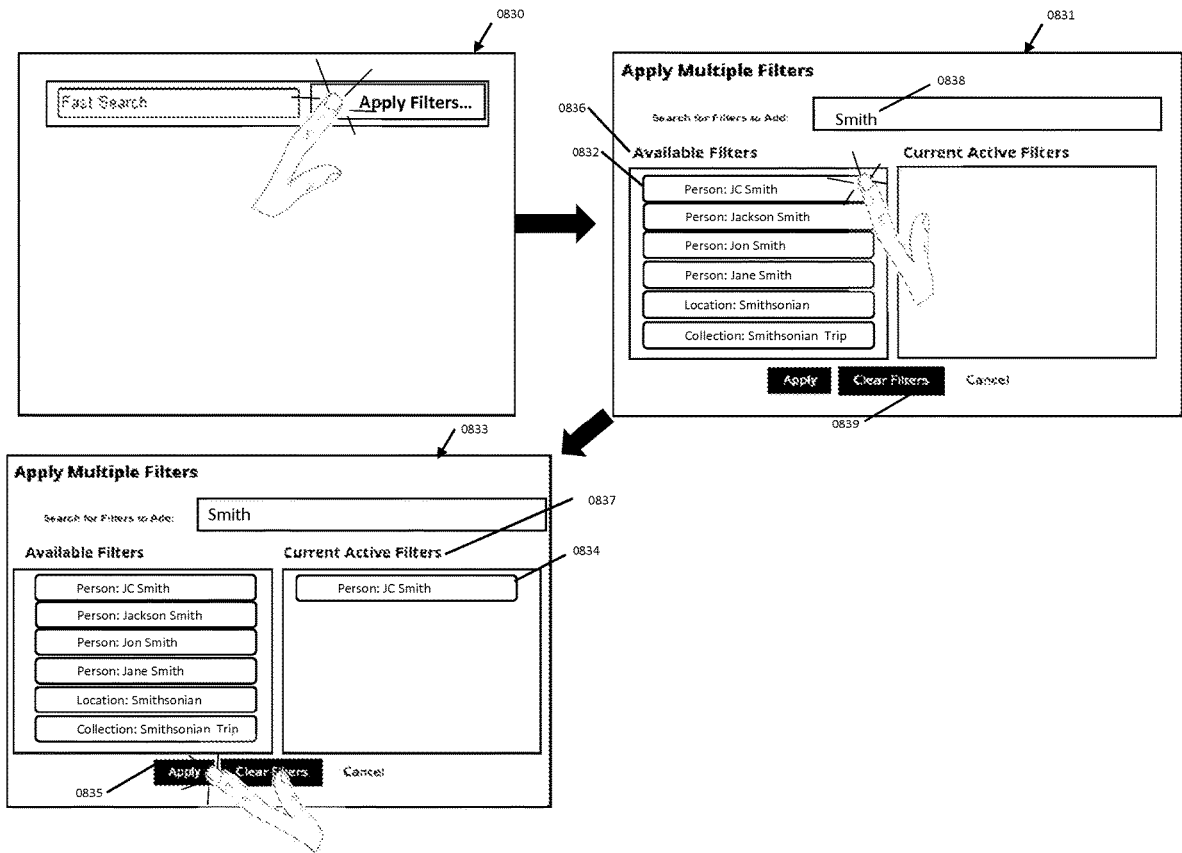 0830
Fast Search
Apply Filters...
0831
Apply Multiple Filters
0838
Search for Filters to Add:
Smith
0836
0832
Available Filters
Current Active Filters
Person: JC Smith
Person: Jackson Smith
Person: Jon Smith
Person: Jane Smith
Location: Smithsonian
Collection: Smithsonian Trip
Apply
Clear Filters
Cancel
0839
0833
Apply Multiple Filters
Search for Filters to Add:
Smith
0837
Available Filters
Current Active Filters
0834
Person: JC Smith
Person: JC Smith
Person: Jackson Smith
Person: Jon Smith
Person: Jane Smith
Location: Smithsonian
Collection: Smithsonian Trip
Apply
Clear Filters
Cancel
0835